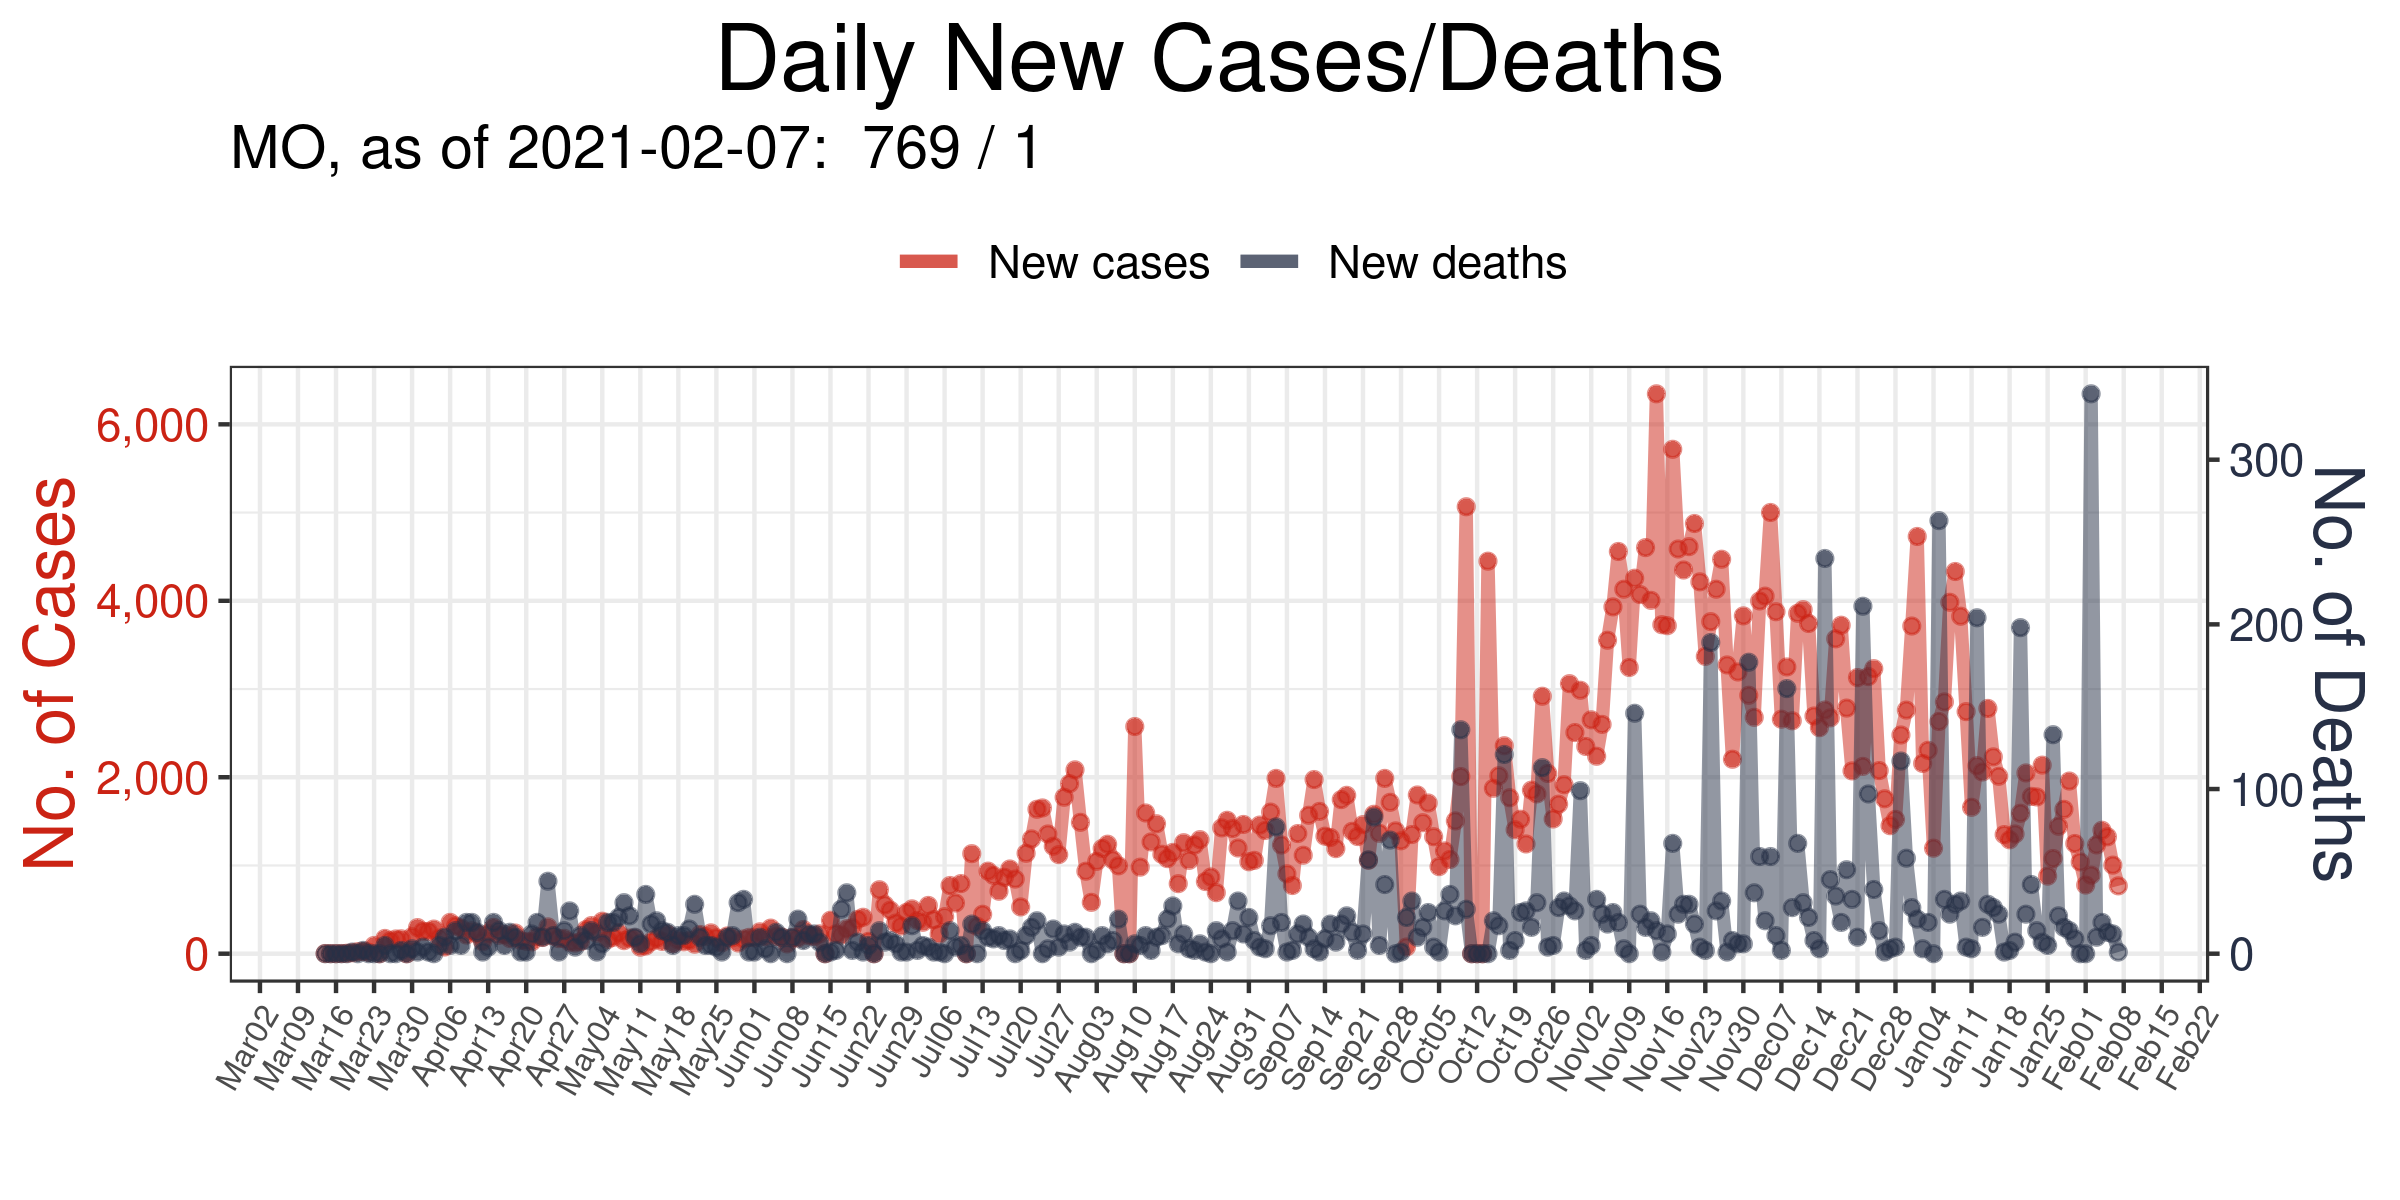 Daily New Cases/Deaths
MO, as of 2021-02-07:  769 / 1
New cases
New deaths
No. of Cases
6,000
4,000
2,000
0
No. of Deaths
300
200
100
0
Mar02
Mar09
Mar16
Mar23
Mar30
Apr06
Apr13
Apr20
Apr27
May04
May11
May18
May25
Jun01
Jun08
Jun15
Jun22
Jun29
Jul06
Jul13
Jul20
Jul27
Aug03
Aug10
Aug17
Aug24
Aug31
Sep07
Sep14
Sep21
Sep28
Oct05
Oct12
Oct19
Oct26
Nov02
Nov09
Nov16
Nov23
Nov30
Dec07
Dec14
Dec21
Dec28
Jan04
Jan11
Jan18
Jan25
Feb01
Feb08
Feb15
Feb22